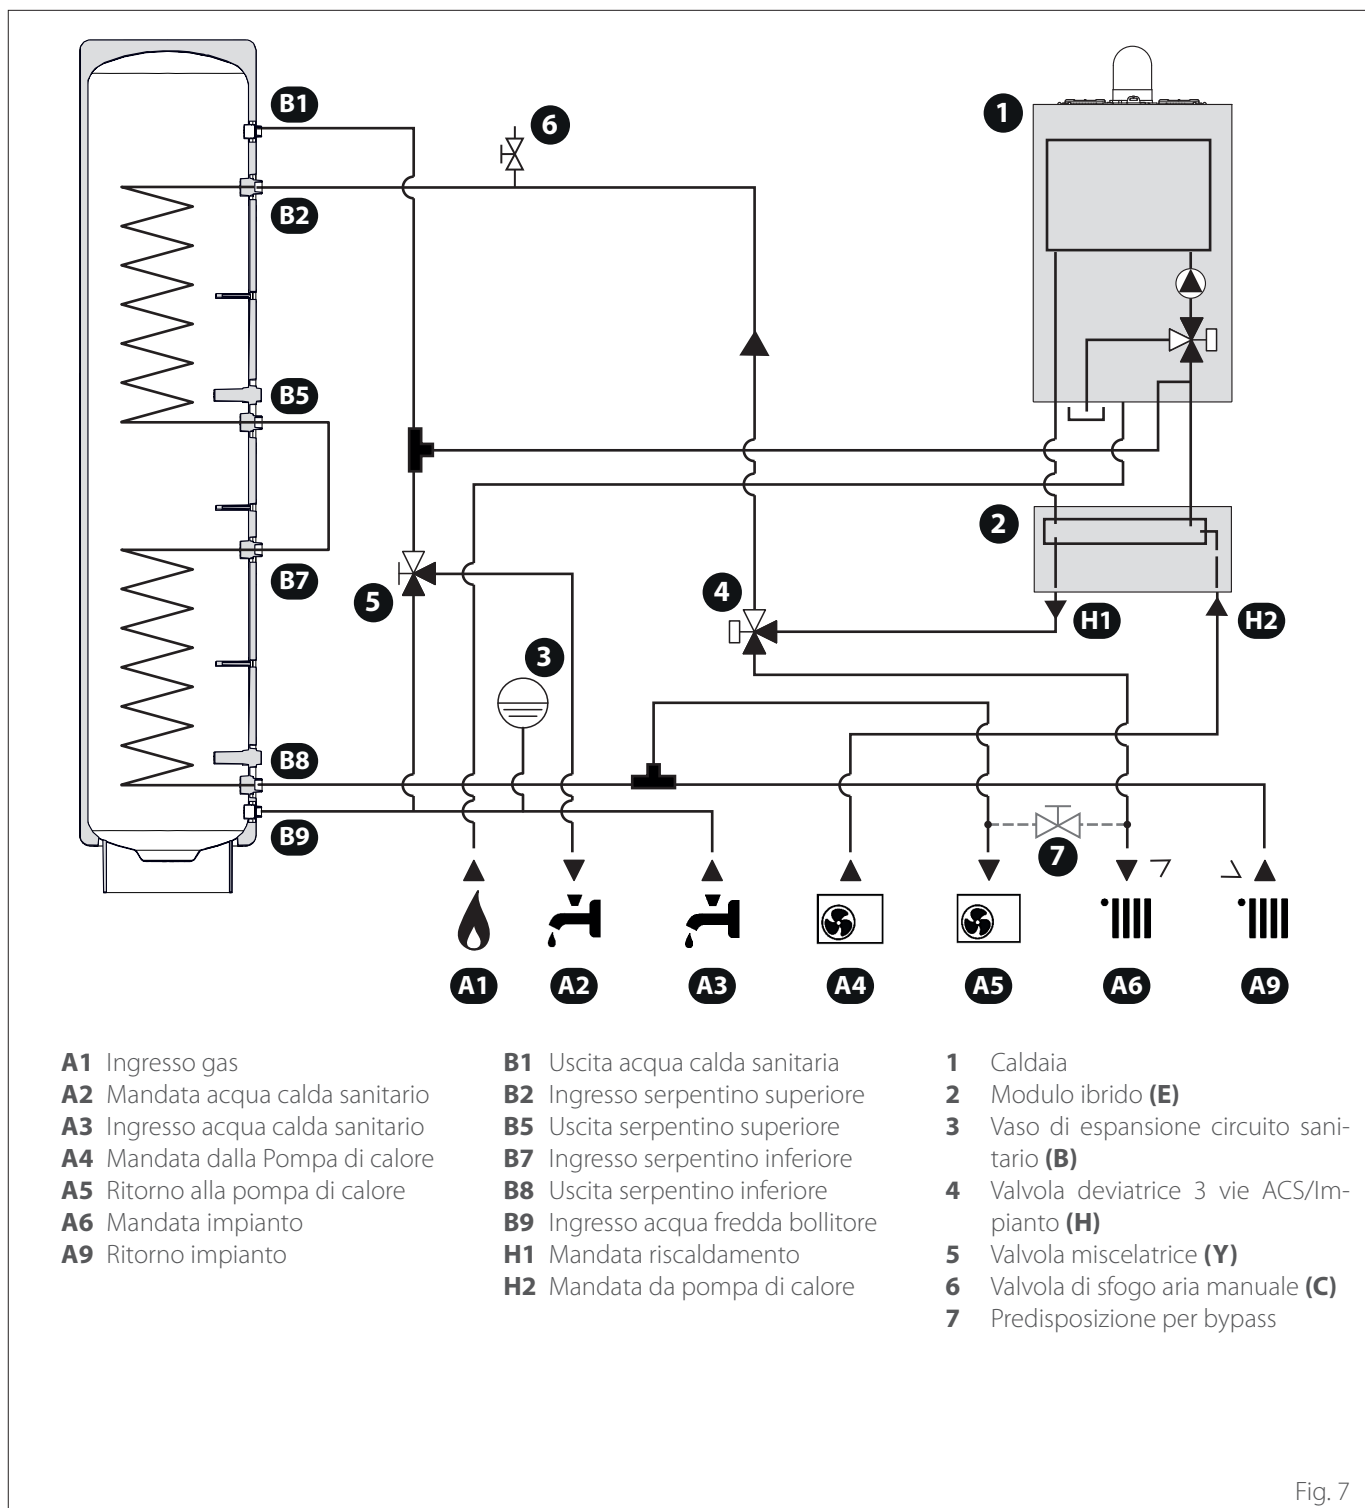 B1
6
1
B2
B5
2
B7
5
4
H1
H2
3
B8
B9
7
A1
A2
A3
A4
A5
A6
A9
A1 Ingresso gas
A2 Mandata acqua calda sanitario
A3 Ingresso acqua calda sanitario
A4 Mandata dalla Pompa di calore
A5 Ritorno alla pompa di calore
A6 Mandata impianto
A9 Ritorno impianto
B1 Uscita acqua calda sanitaria
B2 Ingresso serpentino superiore
B5 Uscita serpentino superiore
B7 Ingresso serpentino inferiore
B8 Uscita serpentino inferiore
B9 Ingresso acqua fredda bollitore
H1 Mandata riscaldamento
H2 Mandata da pompa di calore
1 Caldaia
2 Modulo ibrido (E)
3 Vaso di espansione circuito sani-
tario (B)
4 Valvola deviatrice 3 vie ACS/Im-
pianto (H)
5 Valvola miscelatrice (Y)
6 Valvola di sfogo aria manuale (C)
7 Predisposizione per bypass
Fig. 7